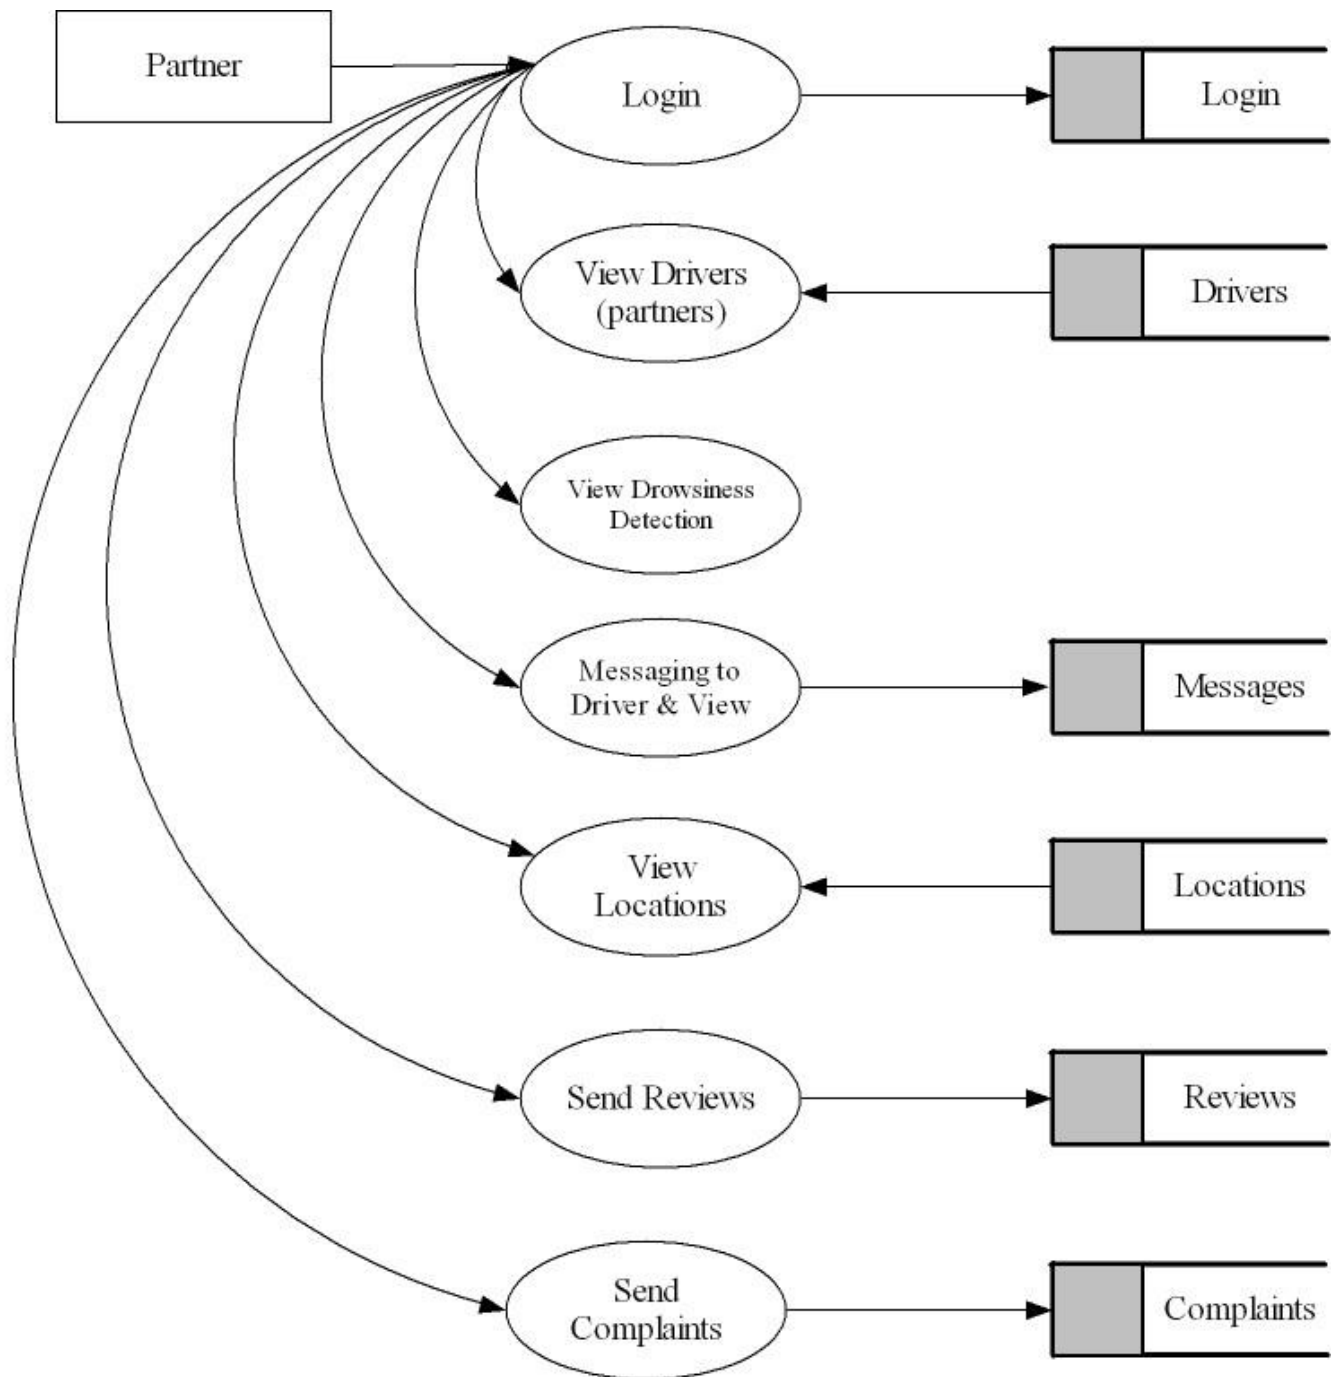 Partner
Login
Login
View Drivers
(partners)
Drivers
View Drowsiness
Detection
Messaging to
Driver & View
Messages
View
Locations
Locations
Send Reviews
Reviews
Send
Complaints
Complaints